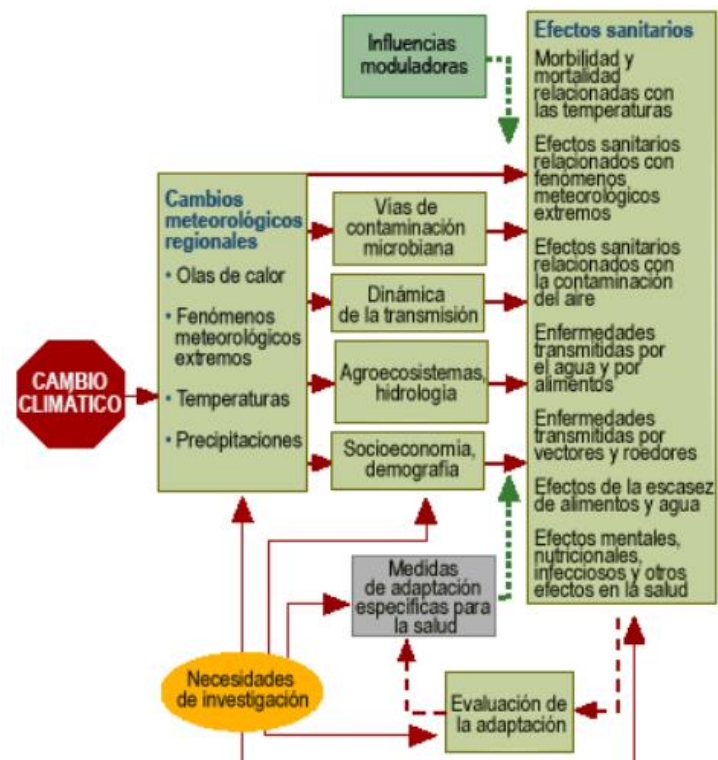 Influencias
moduladoras
Efectos sanitarios
Morbilidad y
mortalidad
relacionadas con
las temperaturas
Efectos sanitarios
relacionados con
fenómenos
meteorológicos
extremos
Efectos sanitarios
relacionados con
la contaminación
del aire
Enfermedades
transmitidas por
el agua y por
alimentos
Enfermedades
transmitidas por
vectores y roedores
Efectos de la escasez
de alimentos y agua
Efectos mentales,
nutricionales,
infecciosos y otros
efectos en la salud
Cambios
meteorológicos
regionales
• Olas de calor
• Fenómenos
meteorológicos
extremos
• Temperaturas
• Precipitaciones
Vías de
contaminación
microbiana
Dinámica
de la transmisión
Agroecosistemas,
hidrología
Socioeconomía,
demografía
CAMBIO
CLIMÁTICO
Medidas
de adaptación
específicas para
la salud
Necesidades
de investigación
Evaluación de
la adaptación